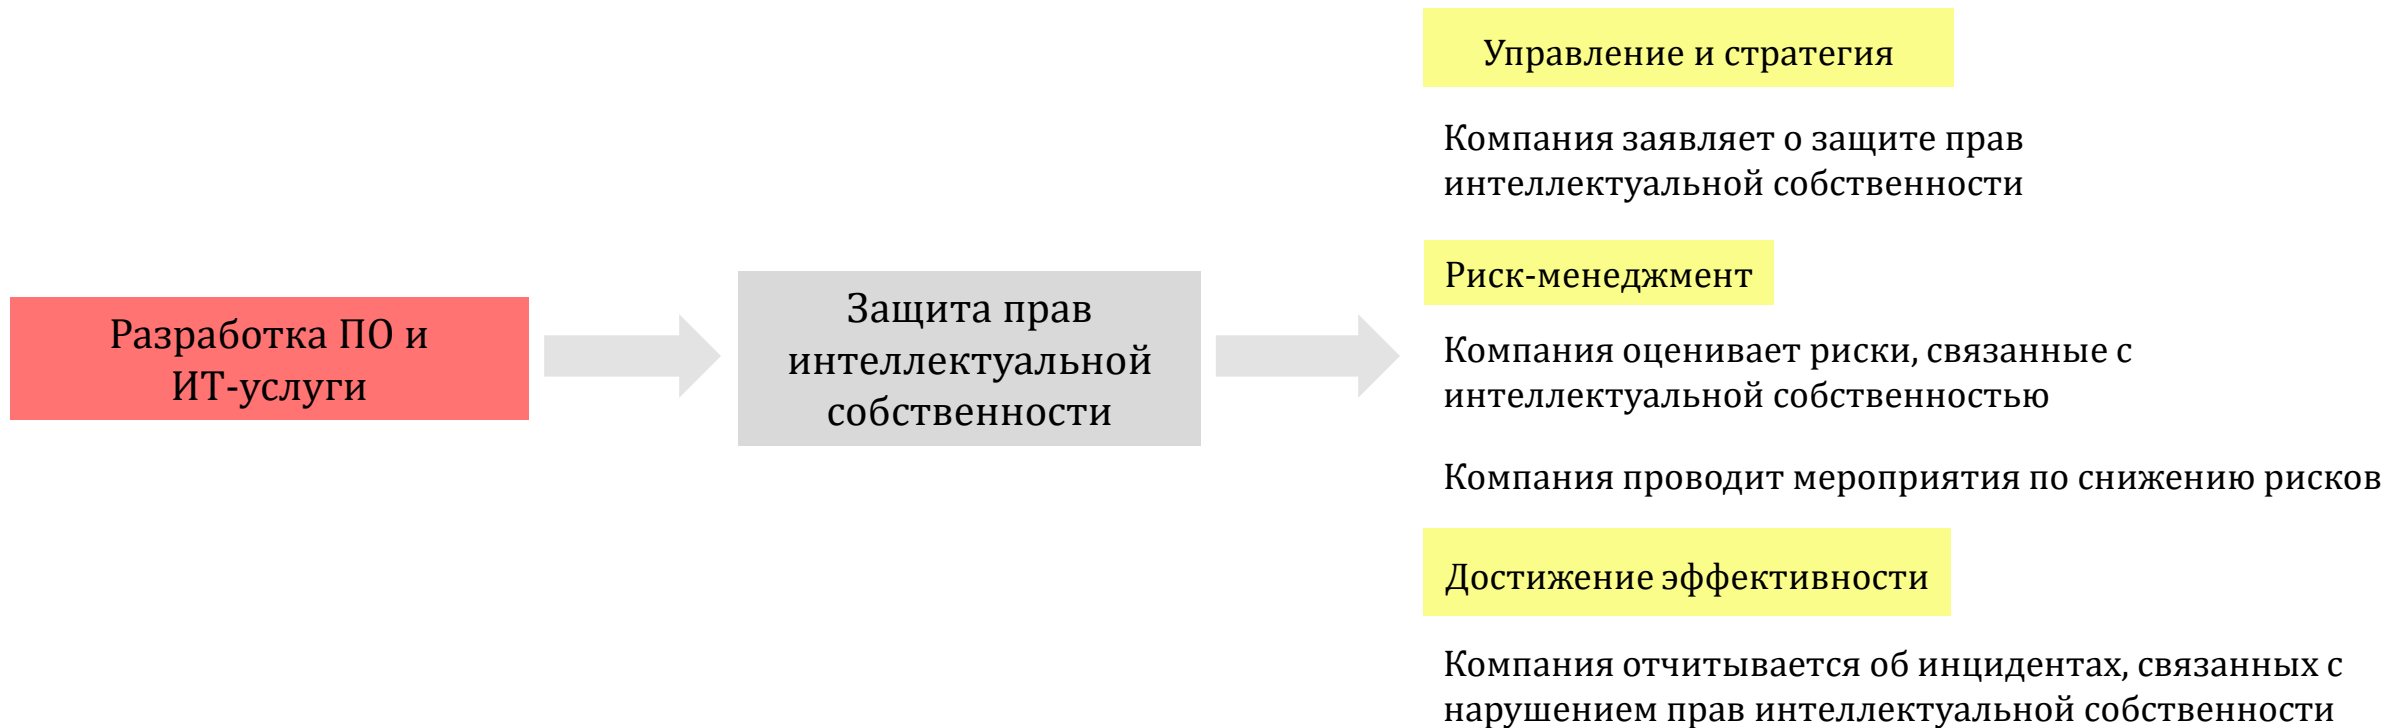 Разработка ПО и
ИТ-услуги
Защита прав
интеллектуальной
собственности
Управление и стратегия
Компания заявляет о защите прав
интеллектуальной собственности
Риск-менеджмент
Компания оценивает риски, связанные с
интеллектуальной собственностью
Компания проводит мероприятия по снижению рисков
Достижение эффективности
Компания отчитывается об инцидентах, связанных с
нарушением прав интеллектуальной собственности